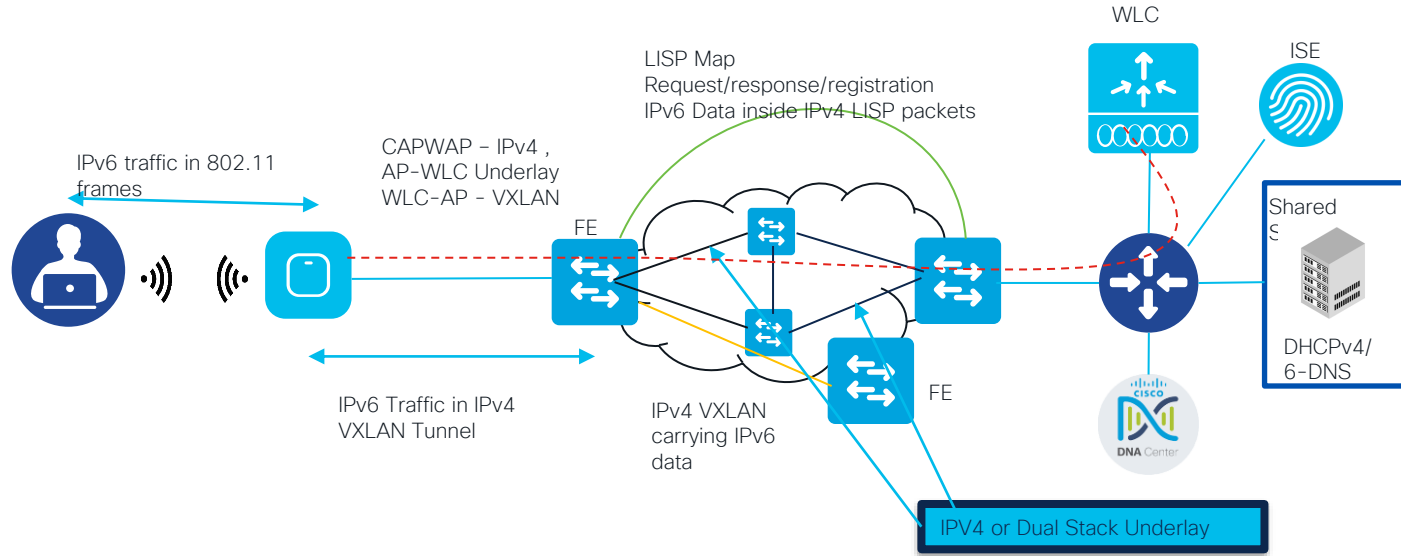 WLC
ISE
LISP Map
Request/response/registration
IPv6 Data inside IPv4 LISP packets
CAPWAP – IPv4 ,
AP-WLC Underlay
WLC-AP - VXLAN
IPv6 traffic in 802.11
frames
FE
Shared
S
DHCPv4/
6-DNS
IPv6 Traffic in IPv4
VXLAN Tunnel
IPv4 VXLAN
carrying IPv6
data
FE
CISCO
DNA Center
IPV4 or Dual Stack Underlay